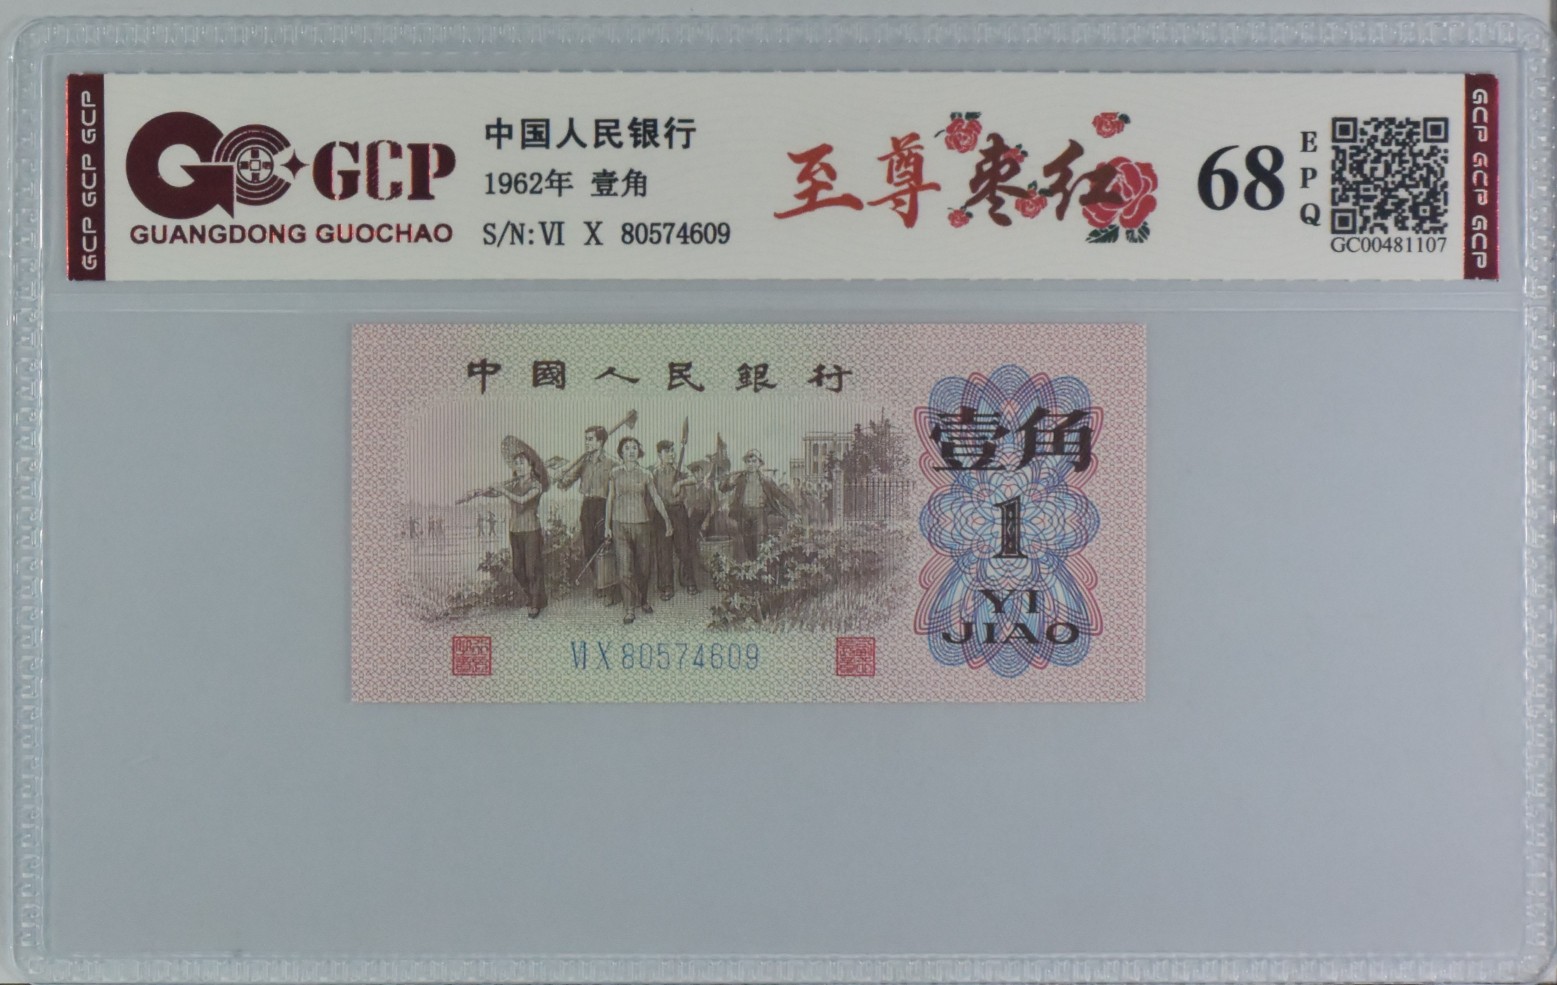 GCP GCP GCP
GCP
GUANGDONG GUOCHAO
中国人民银行
1962年 壹角
S/N:VI X 80574609
至尊枣红
68
EPQ
GC00481107
GCP GCP GCP
中國人民銀行
壹角
1
YI
JIAO
VI X 80574609